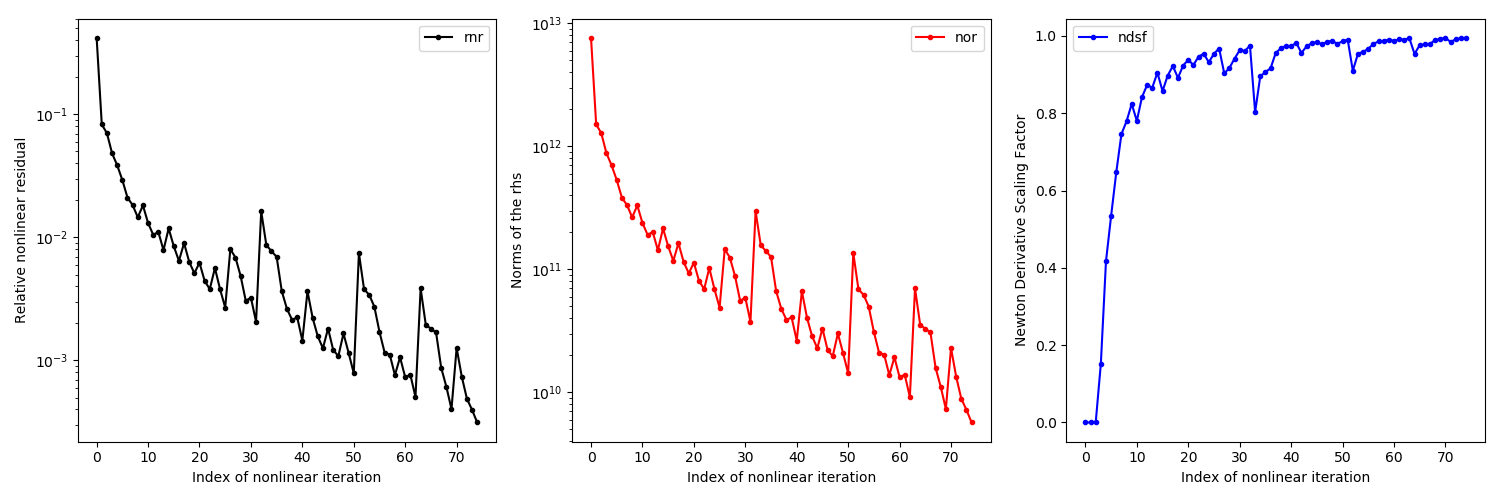 Relative nonlinear residual
10⁻¹
10⁻²
10⁻³
rnr
0 10 20 30 40 50 60 70
Index of nonlinear iteration
Norms of the rhs
10¹³
10¹²
10¹¹
10¹⁰
nor
0 10 20 30 40 50 60 70
Index of nonlinear iteration
Newton Derivative Scaling Factor
1.0
0.8
0.6
0.4
0.2
0.0
ndsf
0 10 20 30 40 50 60 70
Index of nonlinear iteration